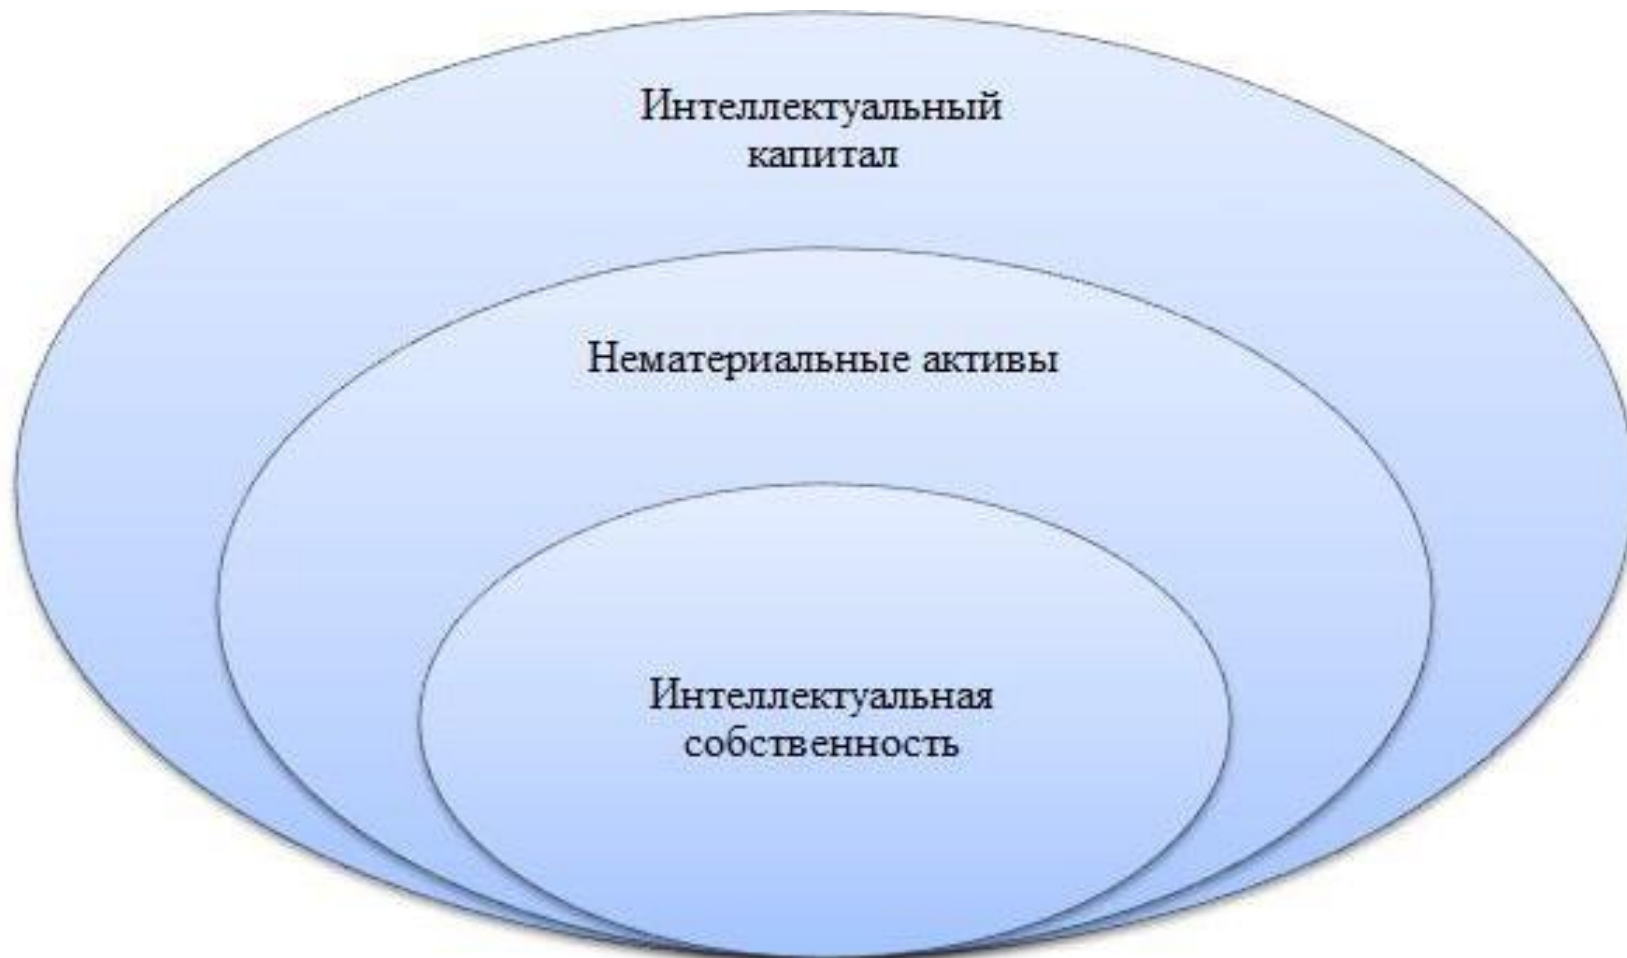 Интеллектуальный
капитал
Нематериальные активы
Интеллектуальная
собственность